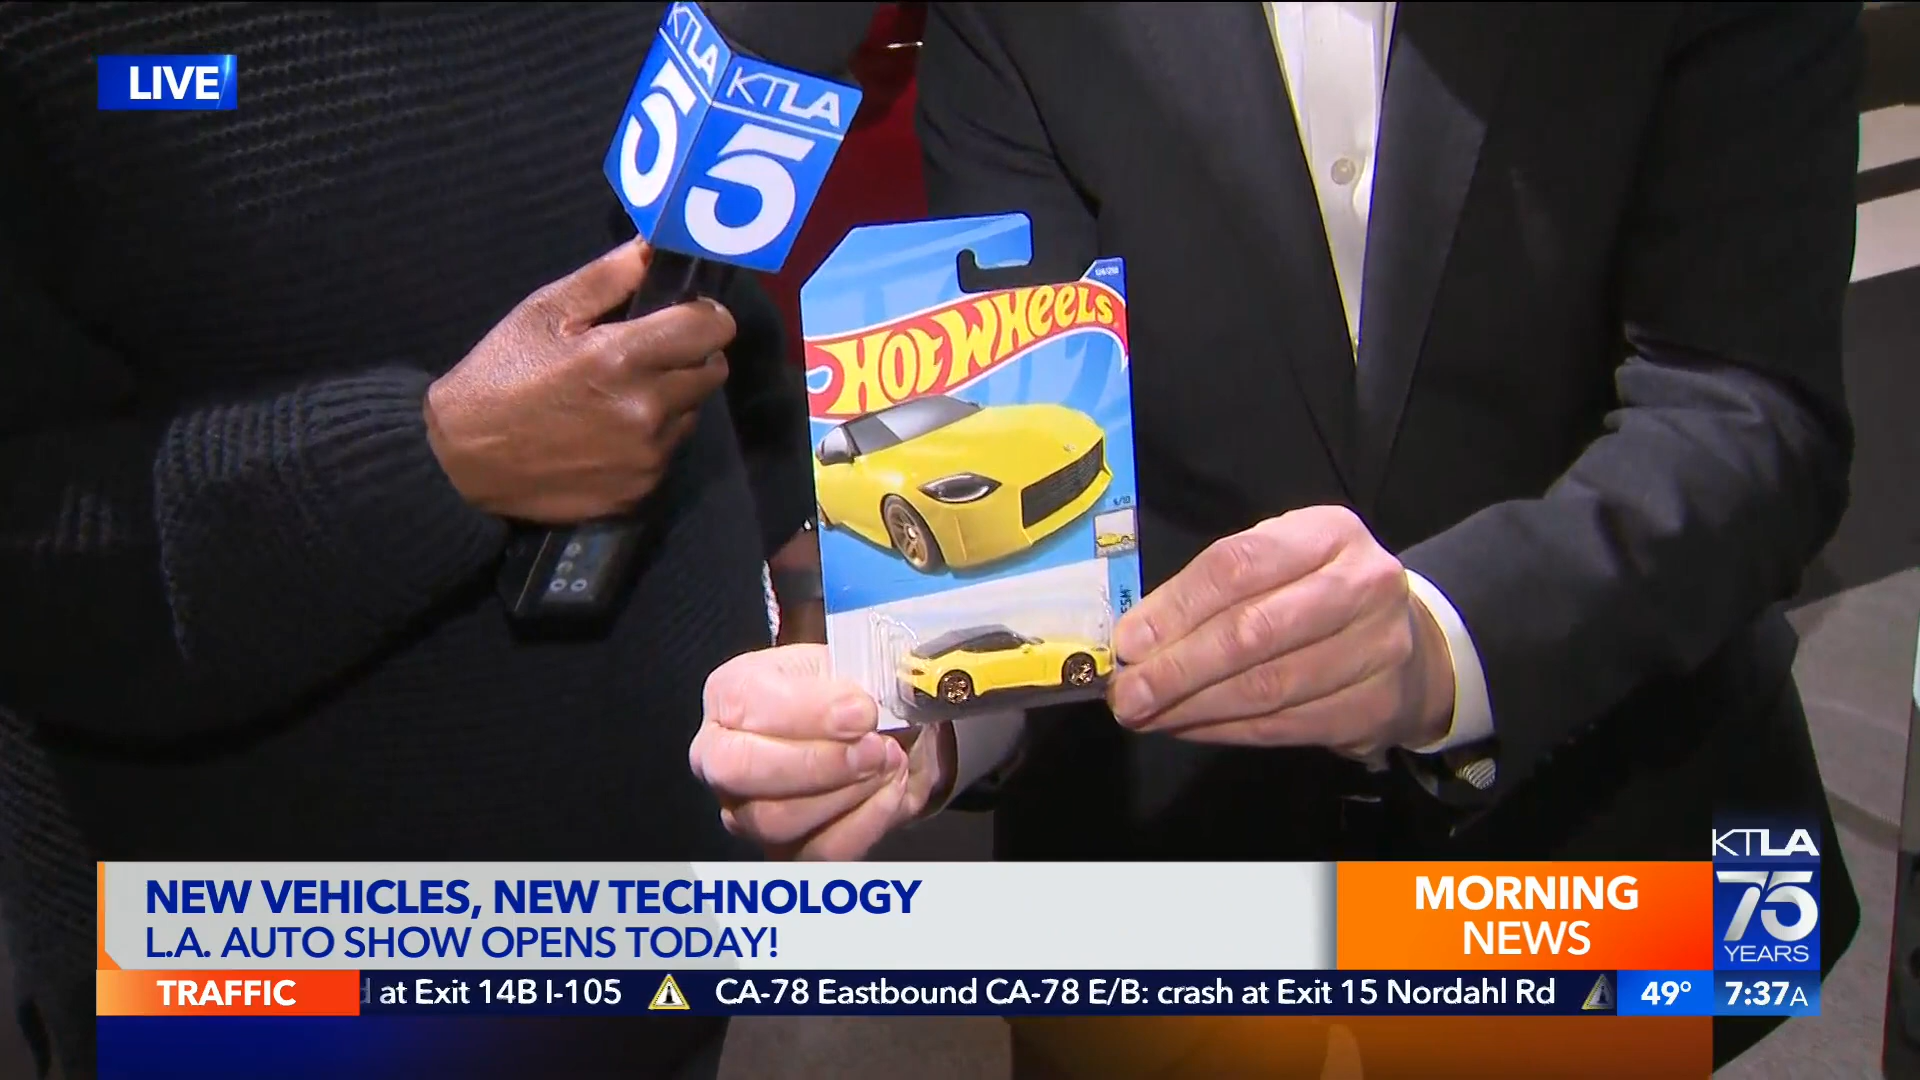 LIVE
KTLA
5
KTLA
5
HOT WHEELS
NEW VEHICLES, NEW TECHNOLOGY
L.A. AUTO SHOW OPENS TODAY!
MORNING
NEWS
KTLA
75
YEARS
TRAFFIC
at Exit 14B I-105
CA-78 Eastbound CA-78 E/B: crash at Exit 15 Nordahl Rd
49°
7:37A